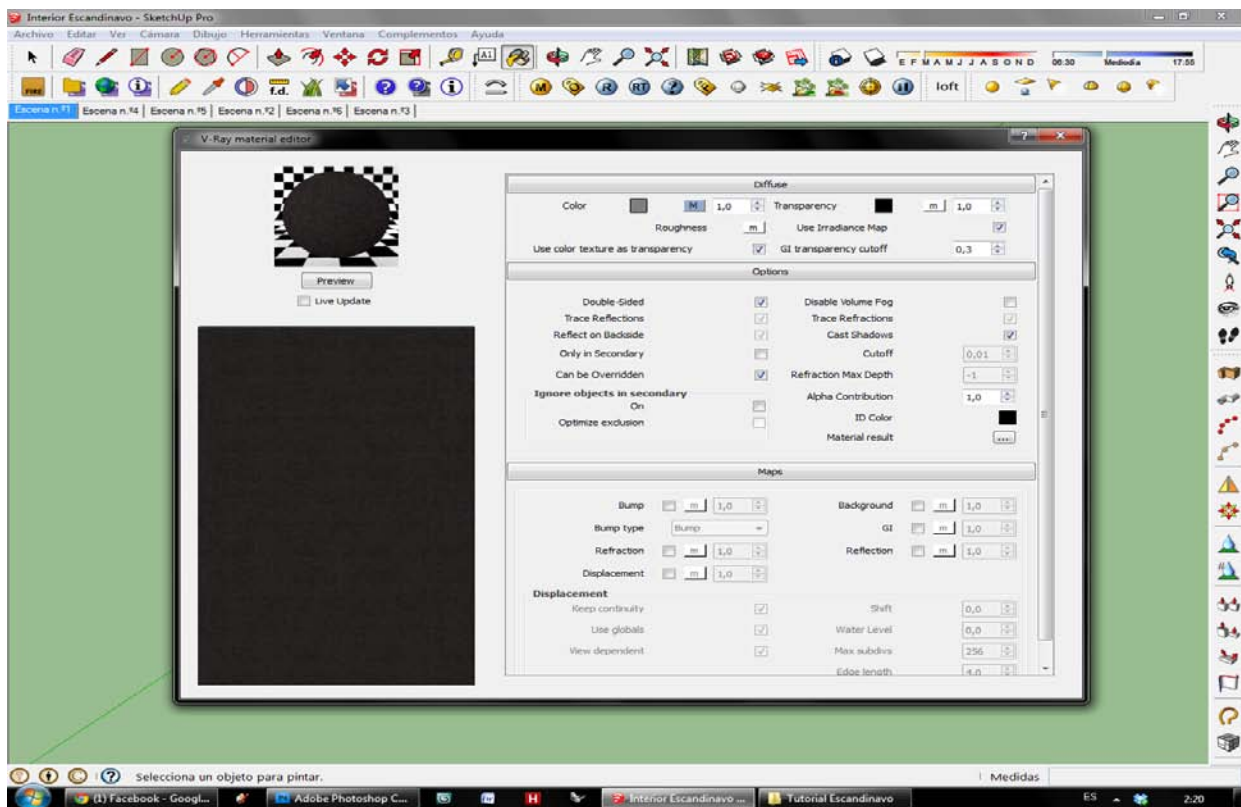 Interior Escandinavo - SketchUp Pro
Archivo Editar Ver Cámara Dibujo Herramientas Ventana Complementos Ayuda
E F M A M J J A S O N D 06:30 Mediodía 17:55
f.d. M R RT loft
Escena n.º1 Escena n.º4 Escena n.º5 Escena n.º2 Escena n.º6 Escena n.º3
V-Ray material editor
Preview
Live Update
Diffuse
Color M 1,0 Transparency m 1,0
Roughness m Use Irradiance Map
Use color texture as transparency GI transparency cutoff 0,3
Options
Double-Sided Disable Volume Fog
Trace Reflections Trace Refractions
Reflect on Backside Cast Shadows
Only in Secondary Cutoff 0,01
Can be Overridden Refraction Max Depth -1
Ignore objects in secondary Alpha Contribution 1,0
On ID Color
Optimize exclusion Material result ...
Maps
Bump m 1,0 Background m 1,0
Bump type Bump GI m 1,0
Refraction m 1,0 Reflection m 1,0
Displacement m 1,0
Displacement
Keep continuity Shift 0,0
Use globals Water Level 0,0
View dependent Max subdivs 256
Edge length 4,0
Selecciona un objeto para pintar. Medidas
(1) Facebook - Googl... Adobe Photoshop C... H Interior Escandinavo ... Tutorial Escandinavo ES 2:20